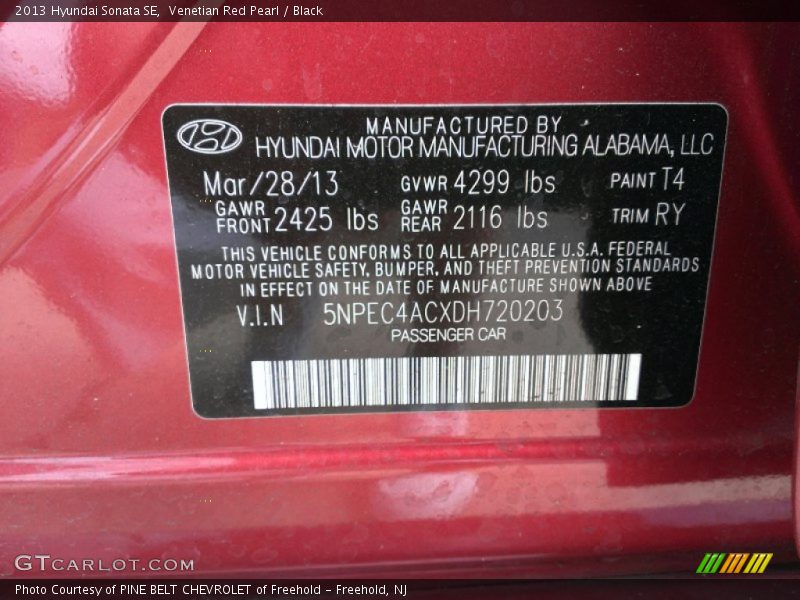 2013 Hyundai Sonata SE, Venetian Red Pearl / Black
MANUFACTURED BY
HYUNDAI MOTOR MANUFACTURING ALABAMA, LLC
Mar/28/13 GVWR 4299 lbs PAINT T4
GAWR FRONT 2425 lbs GAWR REAR 2116 lbs TRIM RY
THIS VEHICLE CONFORMS TO ALL APPLICABLE U.S.A. FEDERAL
MOTOR VEHICLE SAFETY, BUMPER, AND THEFT PREVENTION STANDARDS
IN EFFECT ON THE DATE OF MANUFACTURE SHOWN ABOVE
V.I.N 5NPEC4ACXDH720203
PASSENGER CAR
GTCARLOT.COM
Photo Courtesy of PINE BELT CHEVROLET of Freehold - Freehold, NJ